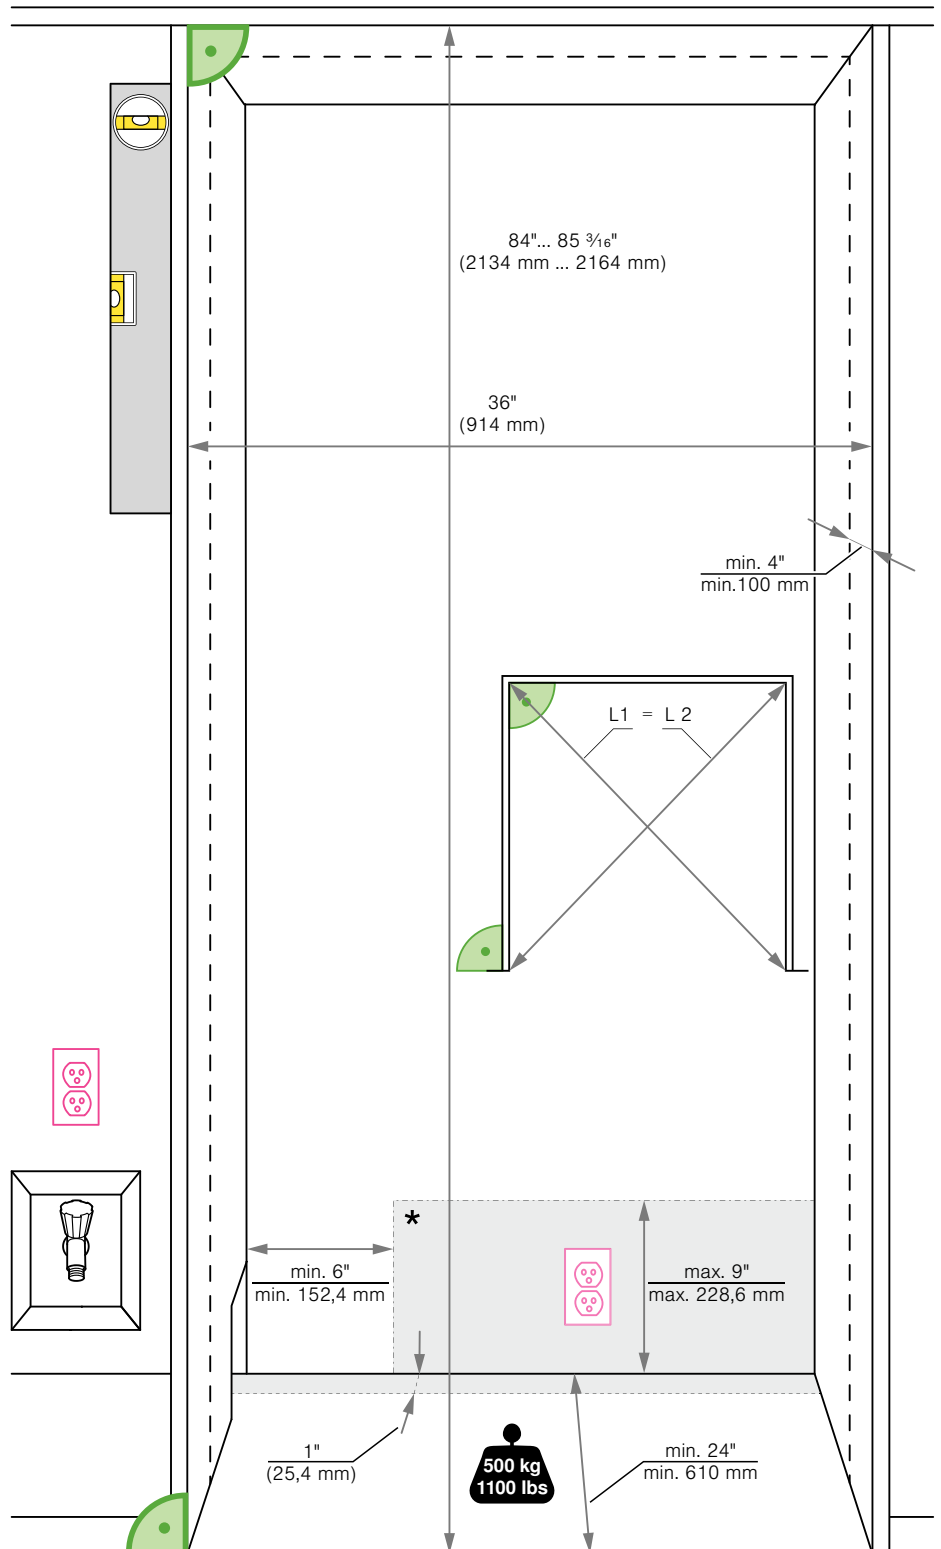 84"... 85 ³⁄₁₆"
(2134 mm ... 2164 mm)
36"
(914 mm)
min. 4"
min.100 mm
L1 = L 2
*
min. 6"
min. 152,4 mm
max. 9"
max. 228,6 mm
1"
(25,4 mm)
500 kg
1100 lbs
min. 24"
min. 610 mm